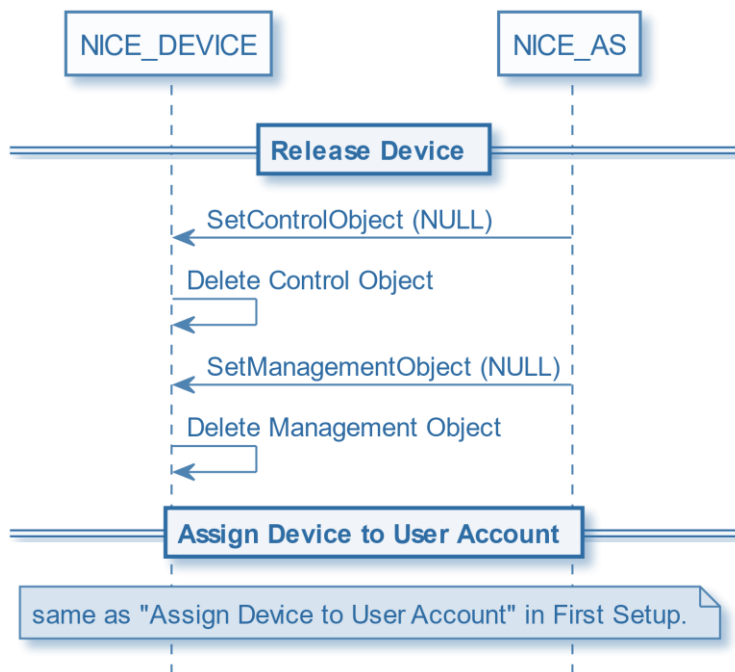 NICE_DEVICE
NICE_AS
Release Device
SetControlObject (NULL)
Delete Control Object
SetManagementObject (NULL)
Delete Management Object
Assign Device to User Account
same as "Assign Device to User Account" in First Setup.